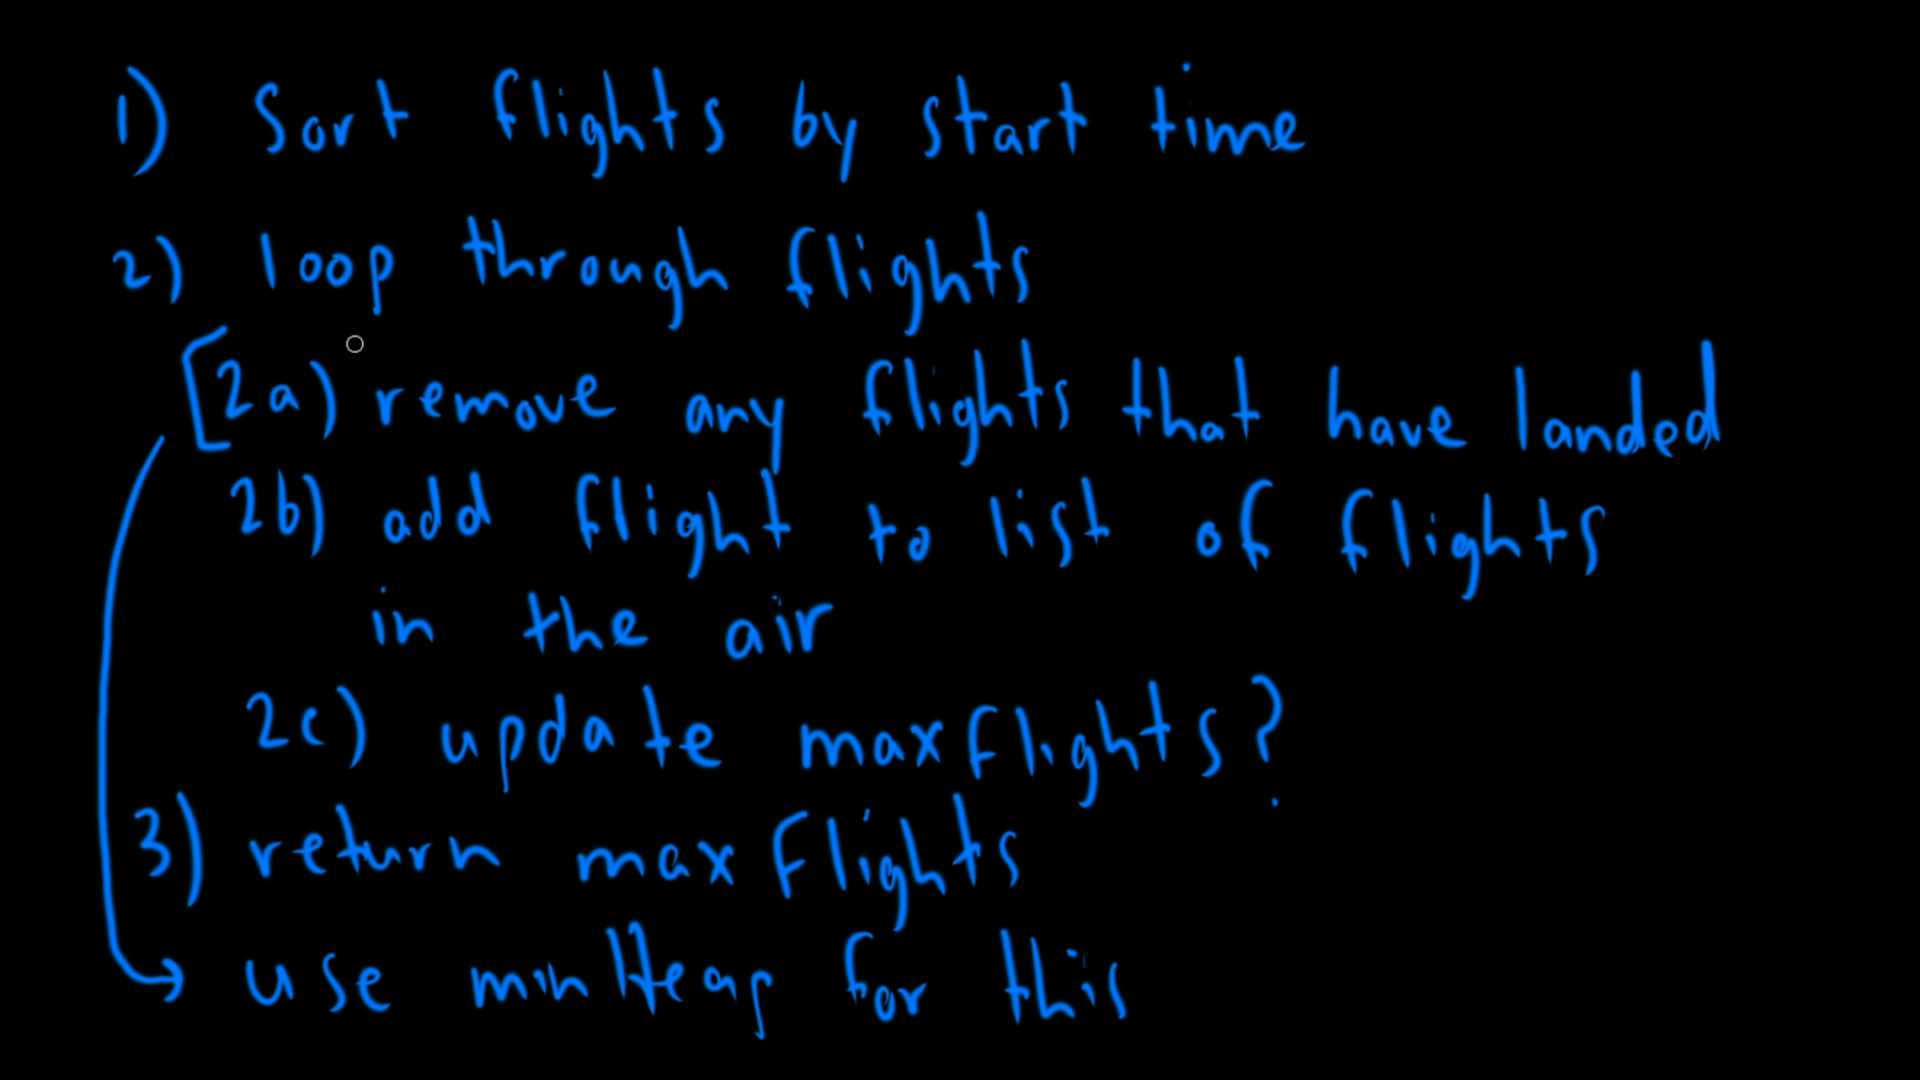 1) Sort flights by start time
2) loop through flights
[2a) remove any flights that have landed
2b) add flight to list of flights
in the air
2c) update maxflights?
3) return maxFlights
→ use minHeap for this